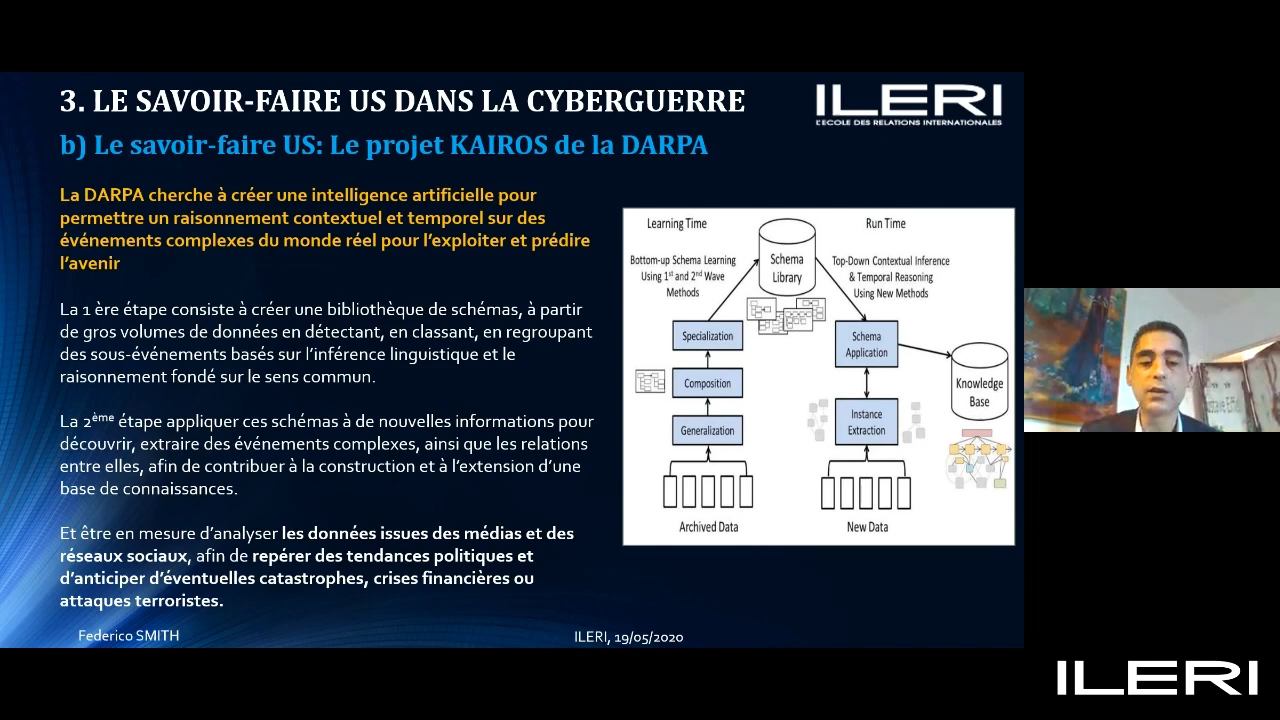 3. LE SAVOIR-FAIRE US DANS LA CYBERGUERRE
ILERI
L'ECOLE DES RELATIONS INTERNATIONALES
b) Le savoir-faire US: Le projet KAIROS de la DARPA
La DARPA cherche à créer une intelligence artificielle pour
permettre un raisonnement contextuel et temporel sur des
événements complexes du monde réel pour l'exploiter et prédire
l'avenir
La 1 ère étape consiste à créer une bibliothèque de schémas, à partir
de gros volumes de données en détectant, en classant, en regroupant
des sous-événements basés sur l'inférence linguistique et le
raisonnement fondé sur le sens commun.
La 2ème étape appliquer ces schémas à de nouvelles informations pour
découvrir, extraire des événements complexes, ainsi que les relations
entre elles, afin de contribuer à la construction et à l'extension d'une
base de connaissances.
Et être en mesure d'analyser les données issues des médias et des
réseaux sociaux, afin de repérer des tendances politiques et
d'anticiper d'éventuelles catastrophes, crises financières ou
attaques terroristes.
Learning Time
Run Time
Bottom-up Schema Learning
Using 1st and 2nd Wave
Methods
Schema
Library
Top-Down Contextual Inference
& Temporal Reasoning
Using New Methods
Specialization
Composition
Generalization
Schema
Application
Instance
Extraction
Knowledge
Base
Archived Data
New Data
Federico SMITH
ILERI, 19/05/2020
ILERI